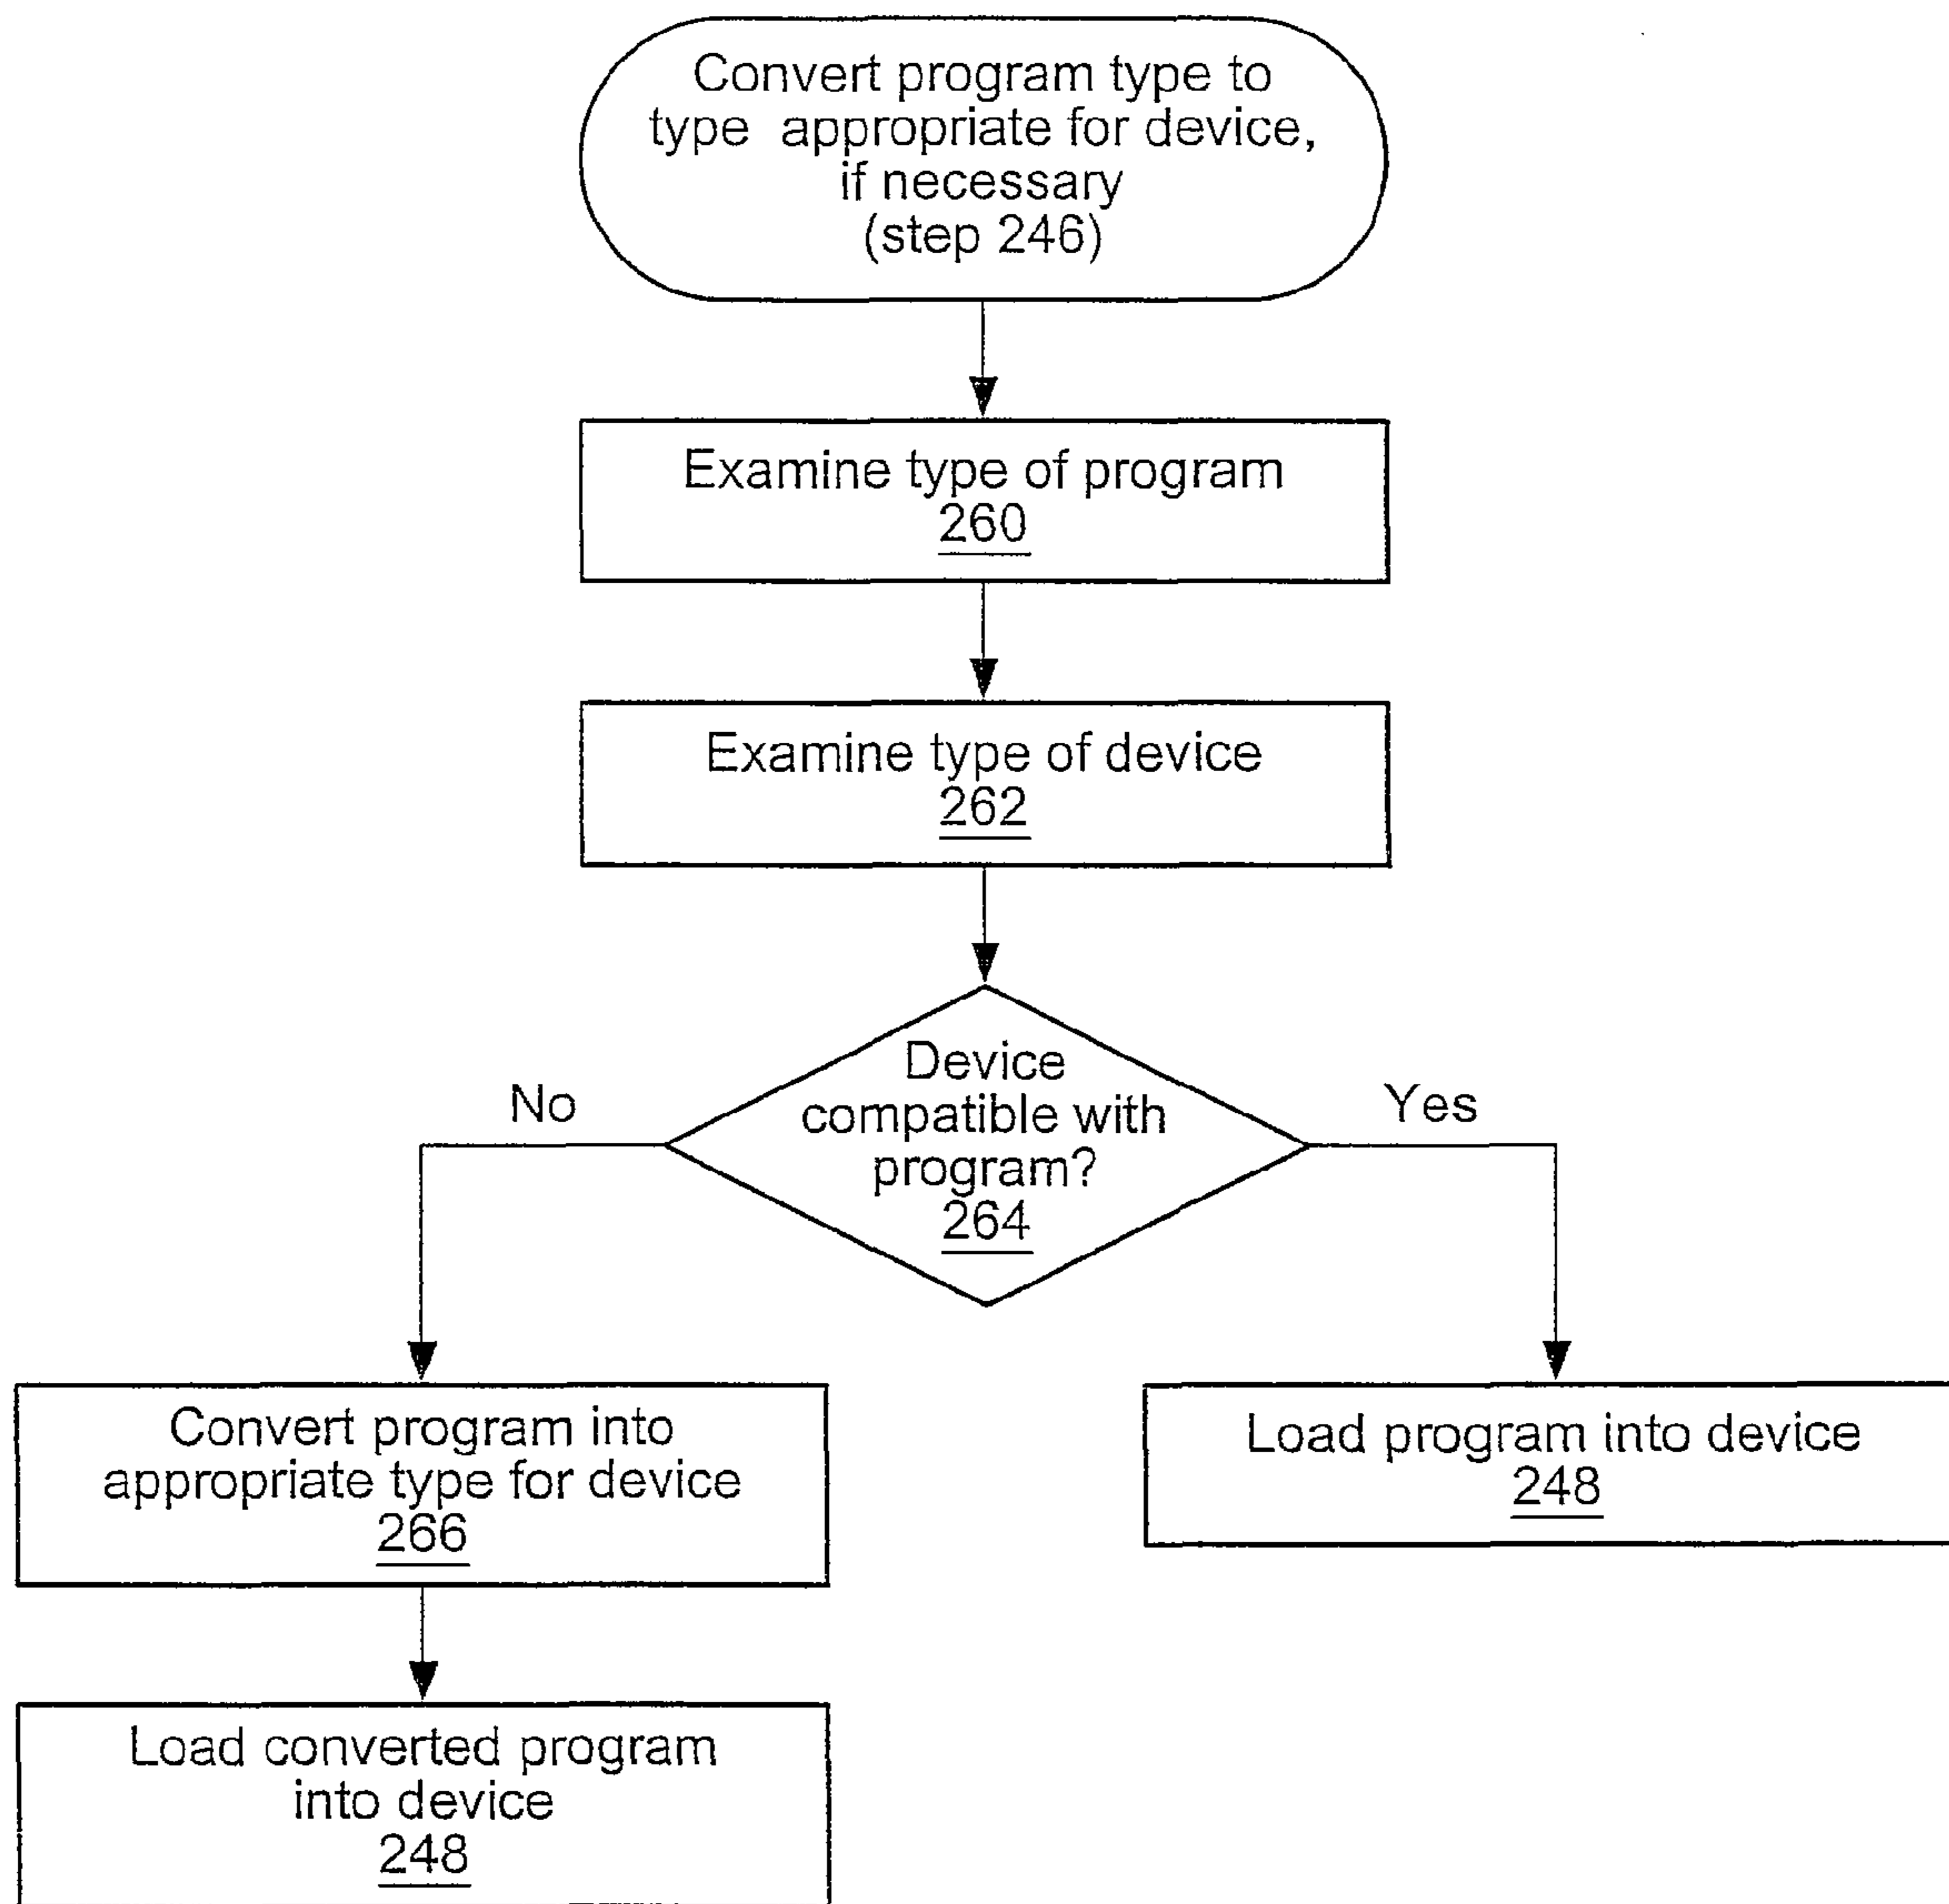 Convert program type to
type appropriate for device,
if necessary
(step 246)
Examine type of program
260
Examine type of device
262
Device
compatible with
program?
264
No
Yes
Convert program into
appropriate type for device
266
Load program into device
248
Load converted program
into device
248